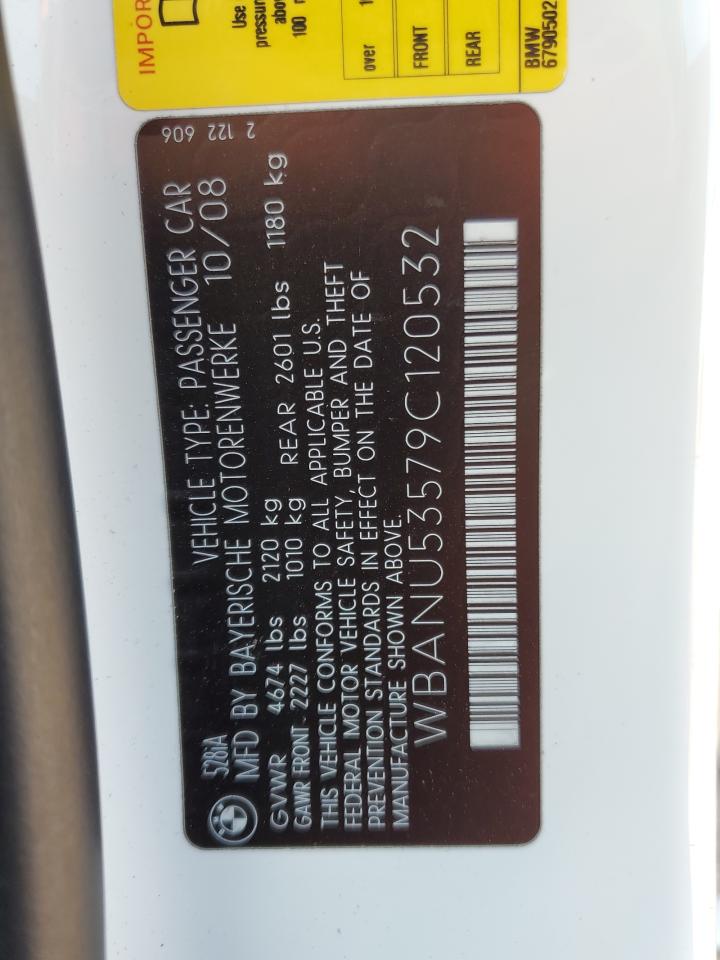 528iA
VEHICLE TYPE: PASSENGER CAR
2 122 606
MFD BY BAYERISCHE MOTORENWERKE 10/08
GVWR 4674 lbs 2120 kg
GAWR FRONT 2227 lbs 1010 kg REAR 2601 lbs 1180 kg
THIS VEHICLE CONFORMS TO ALL APPLICABLE U.S.
FEDERAL MOTOR VEHICLE SAFETY, BUMPER AND THEFT
PREVENTION STANDARDS IN EFFECT ON THE DATE OF
MANUFACTURE SHOWN ABOVE.
WBANU53579C120532
IMPOR
Use
pressur
abov
100
over 1
FRONT
REAR
BMW
6790502